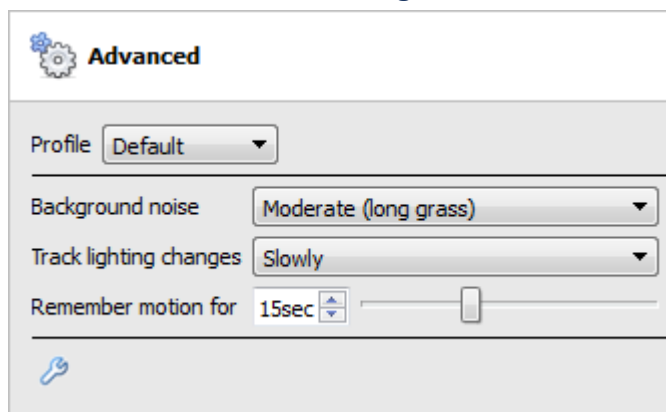 Advanced
Profile Default
Background noise Moderate (long grass)
Track lighting changes Slowly
Remember motion for 15sec